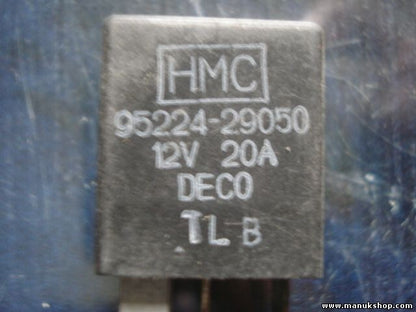 HMC
95224-29050
12V 20A
DECO
TL B
www.manukshop.com